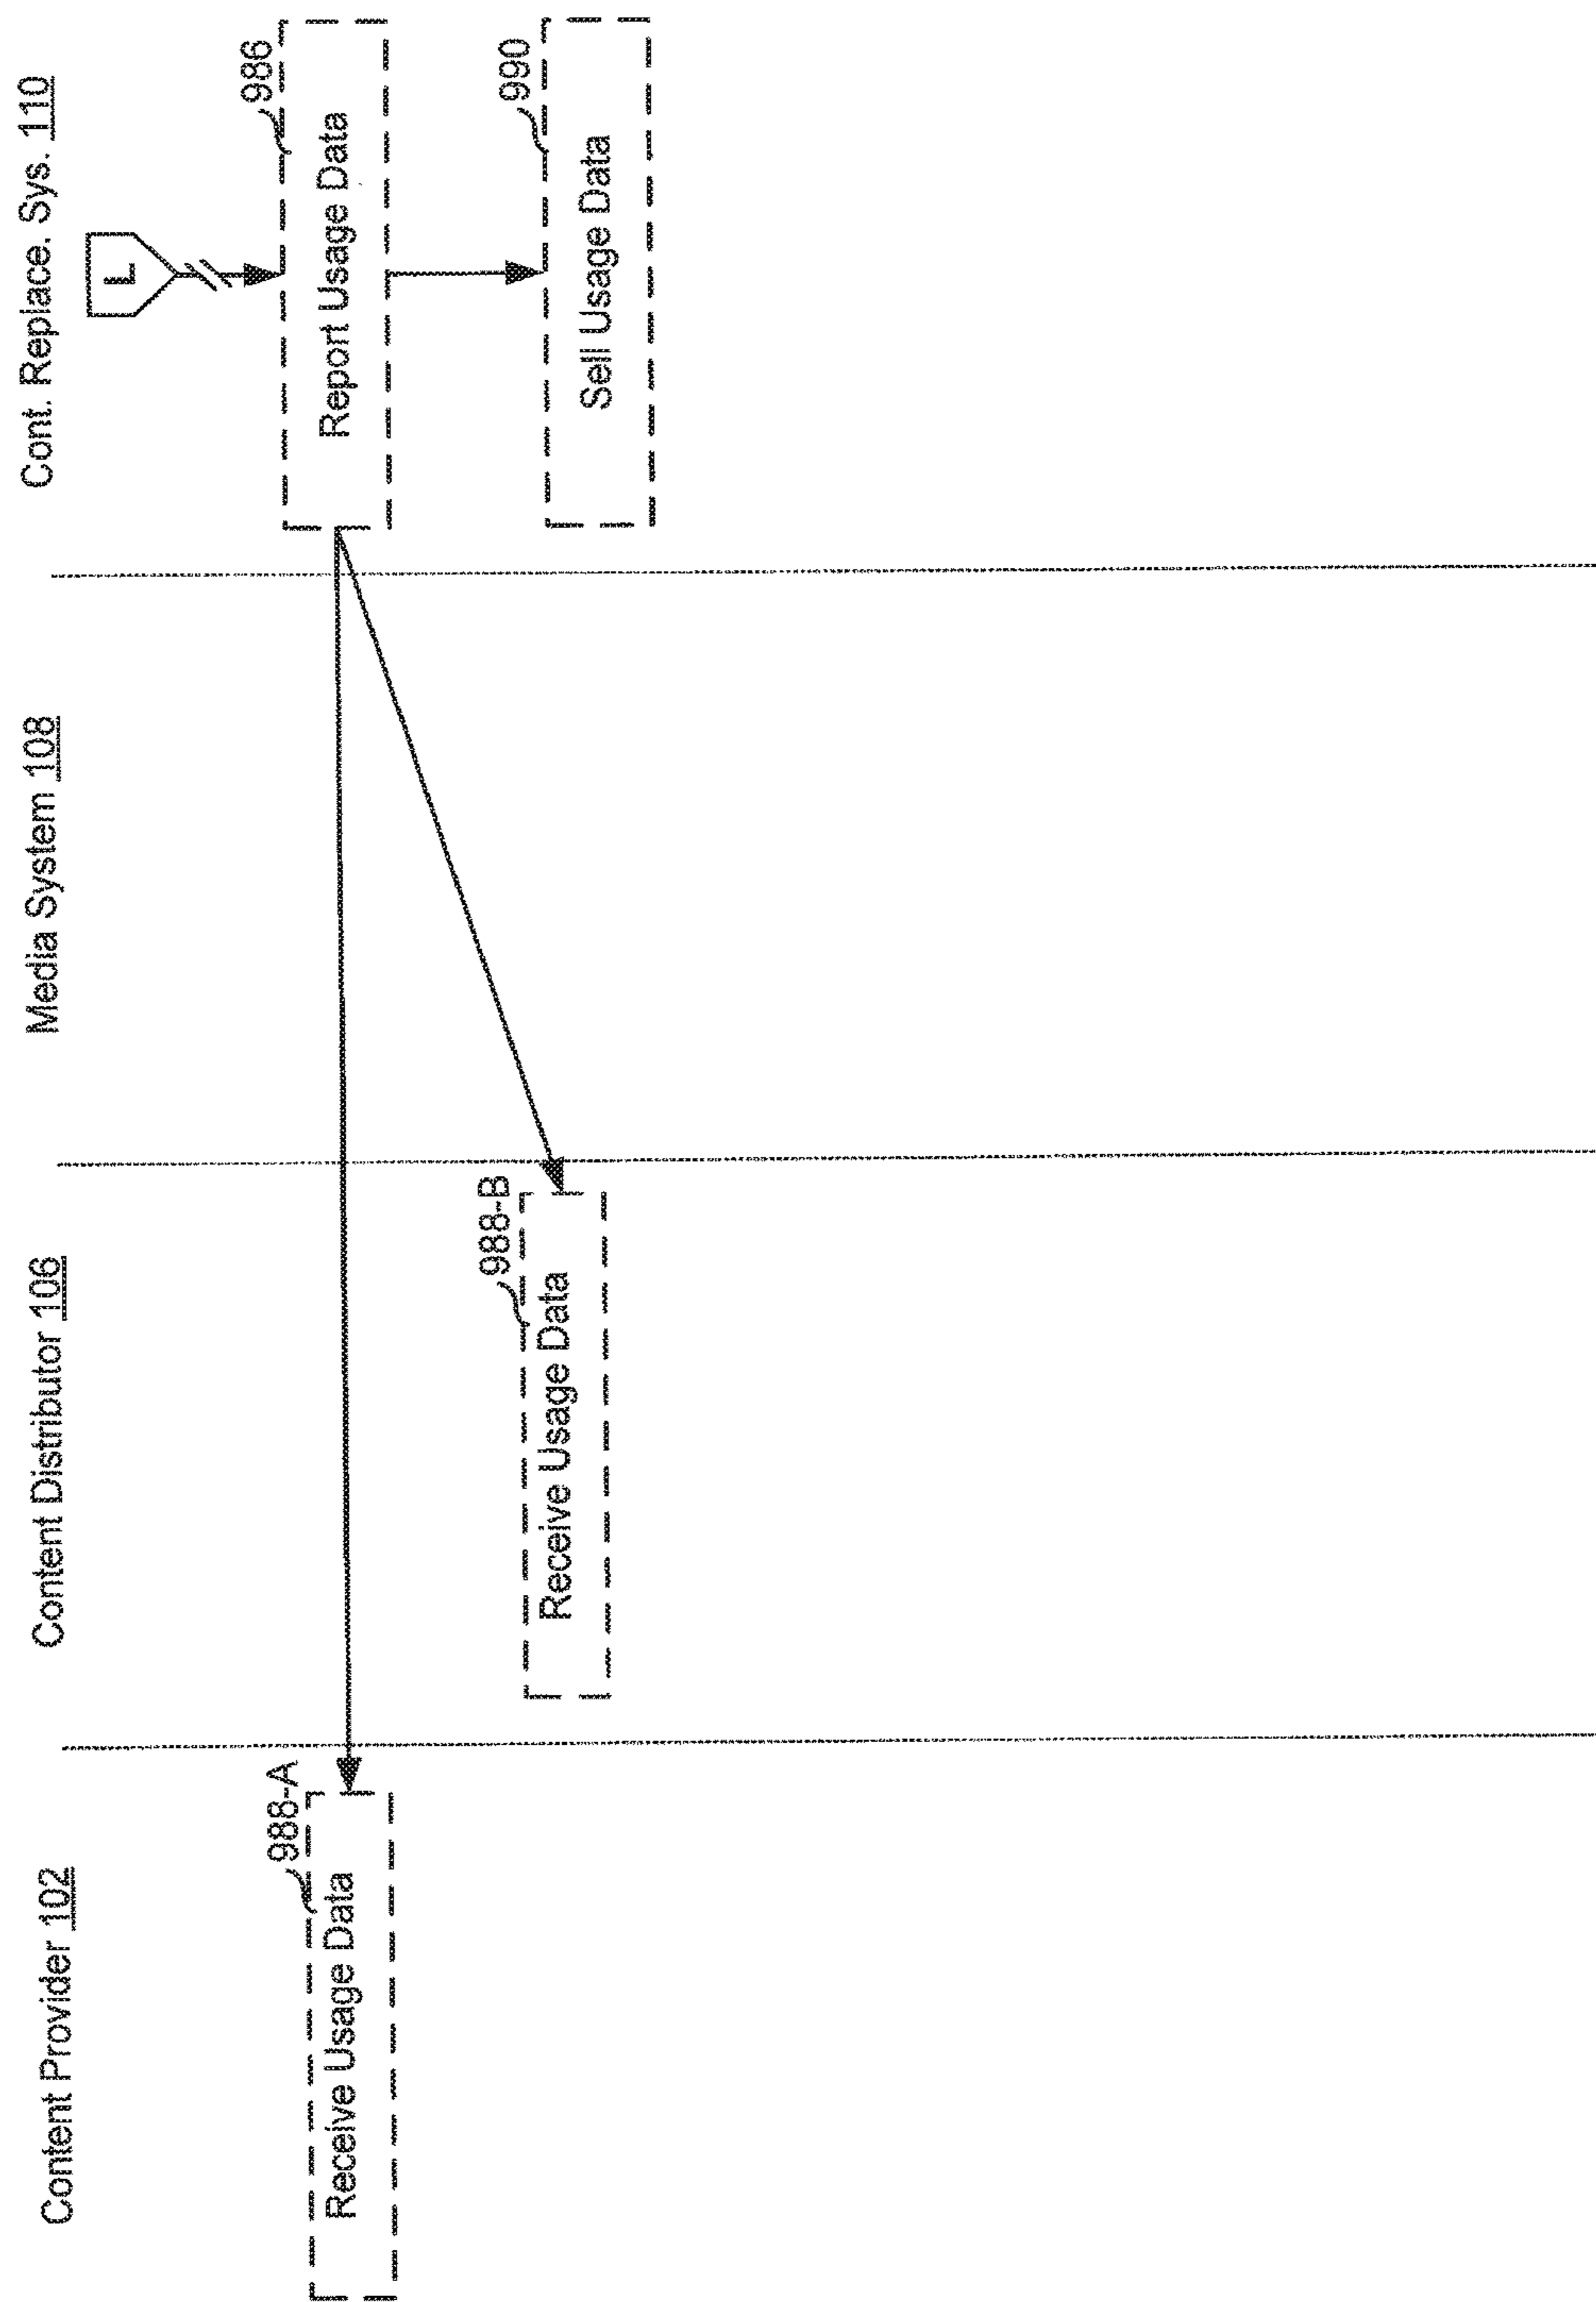 Content Provider 102
Content Distributor 106
Media System 108
Cont. Replace. Sys. 110
L
986
Report Usage Data
988-A
Receive Usage Data
988-B
Receive Usage Data
990
Sell Usage Data